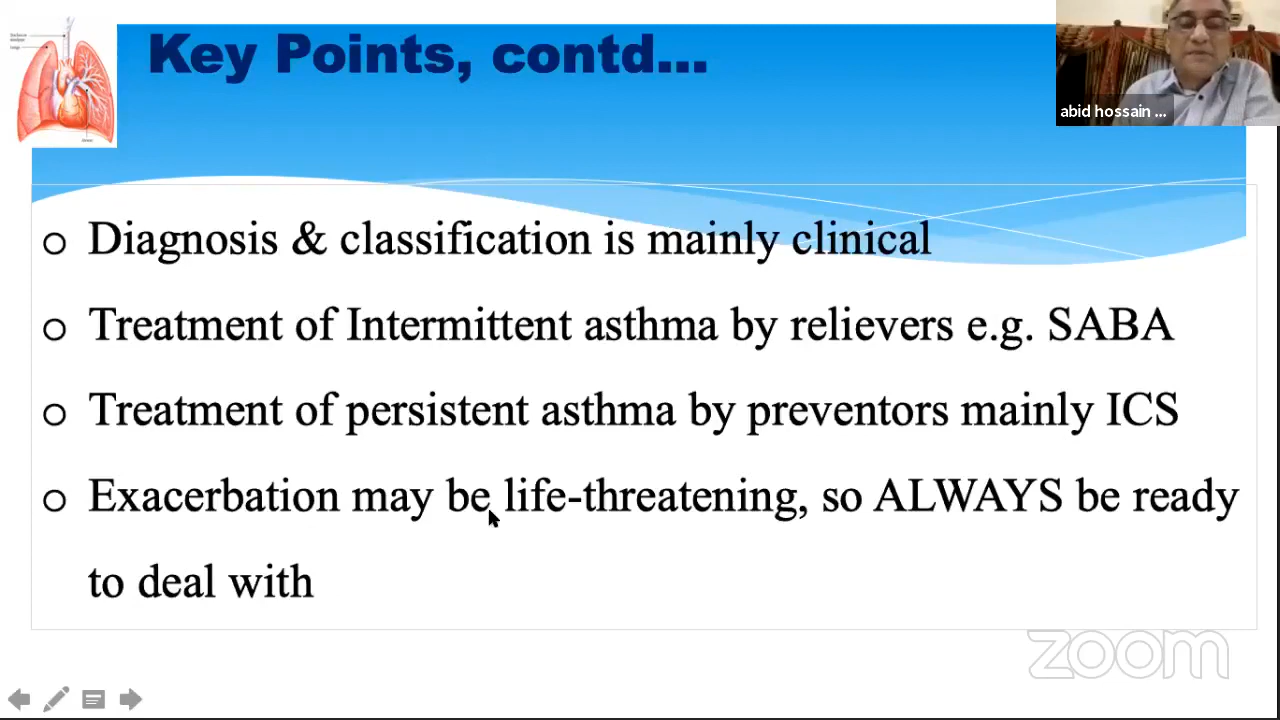 Key Points, contd...
abid hossain ...
o Diagnosis & classification is mainly clinical
o Treatment of Intermittent asthma by relievers e.g. SABA
o Treatment of persistent asthma by preventors mainly ICS
o Exacerbation may be life-threatening, so ALWAYS be ready
to deal with
zoom